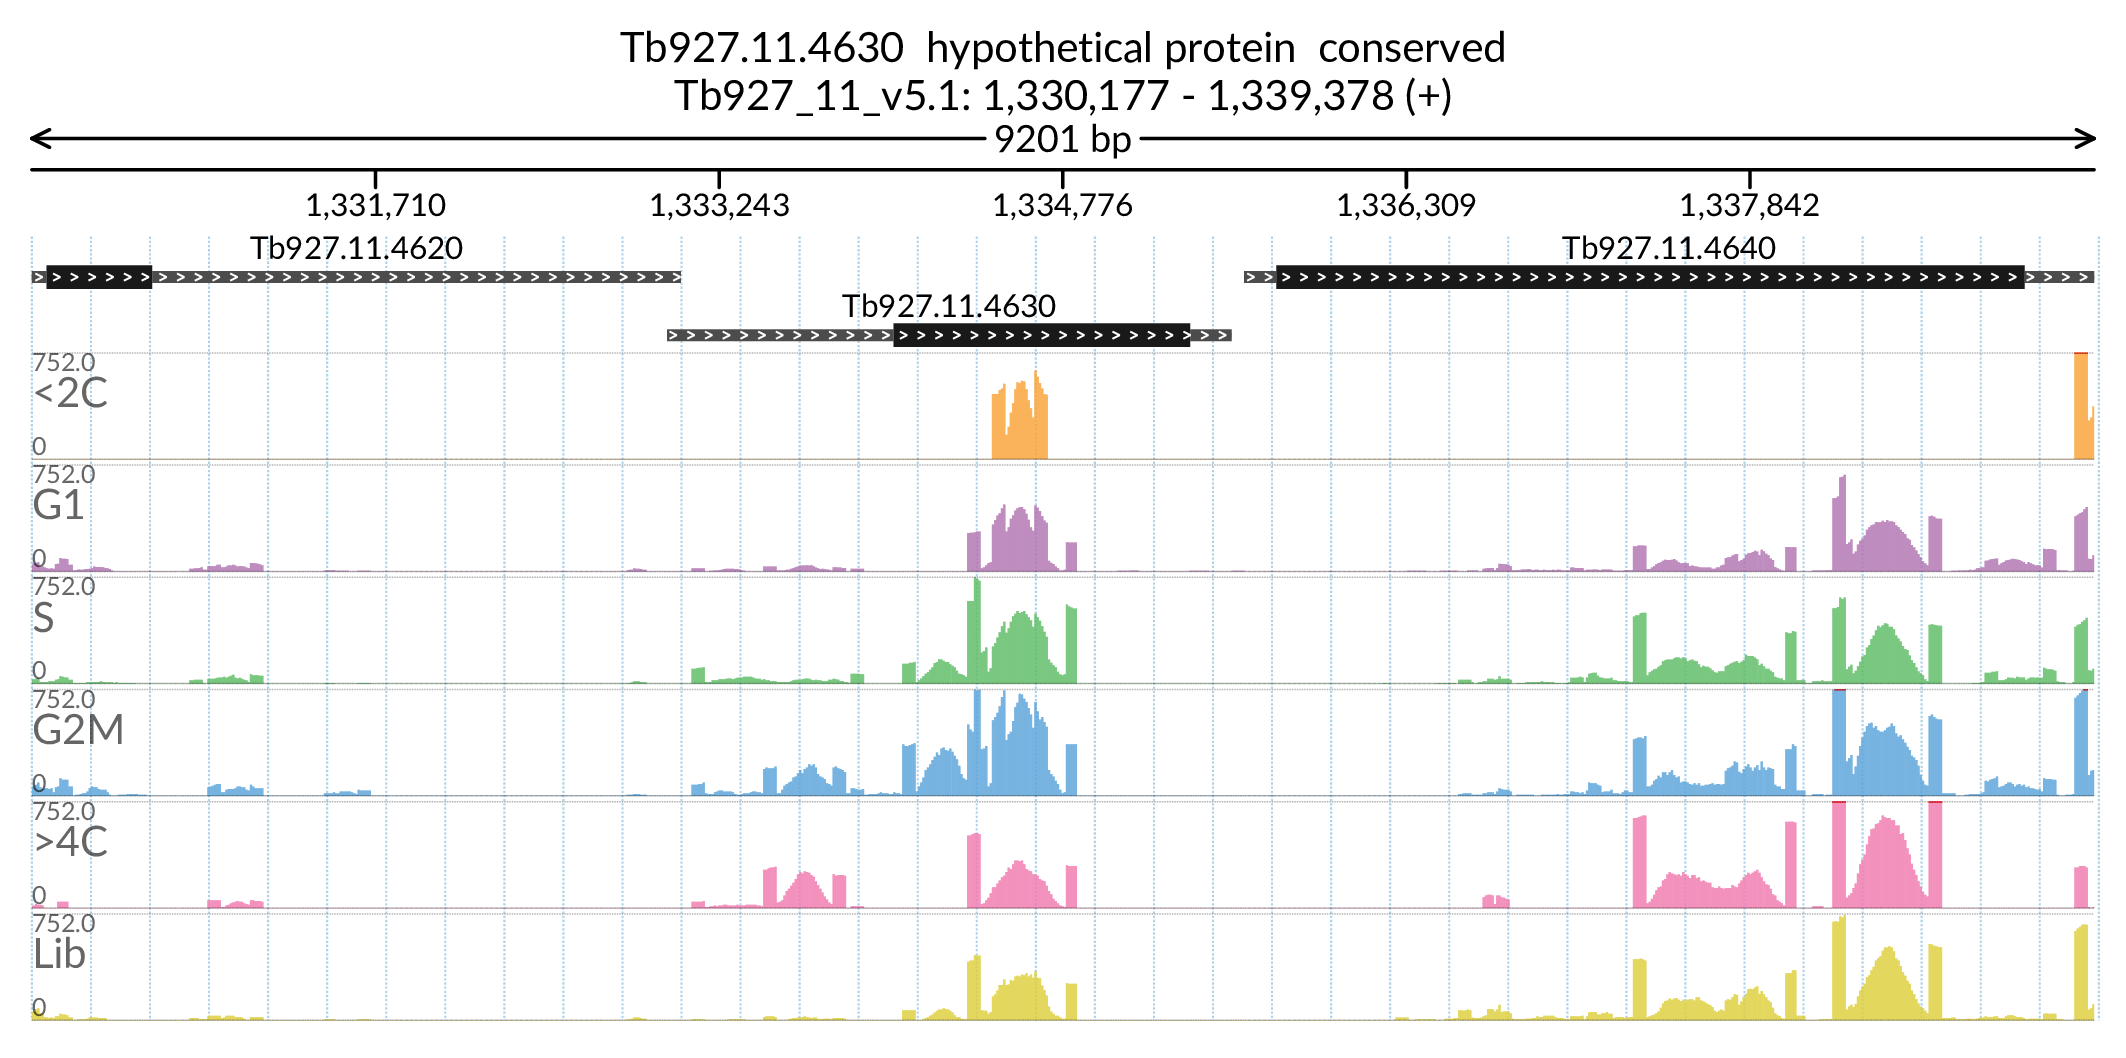 Tb927.11.4630 hypothetical protein conserved
Tb927_11_v5.1: 1,330,177 - 1,339,378 (+)
9201 bp
1,331,710 1,333,243 1,334,776 1,336,309 1,337,842
Tb927.11.4620 Tb927.11.4640
Tb927.11.4630
752.0
<2C
0
752.0
G1
0
752.0
S
0
752.0
G2M
0
752.0
>4C
0
752.0
Lib
0